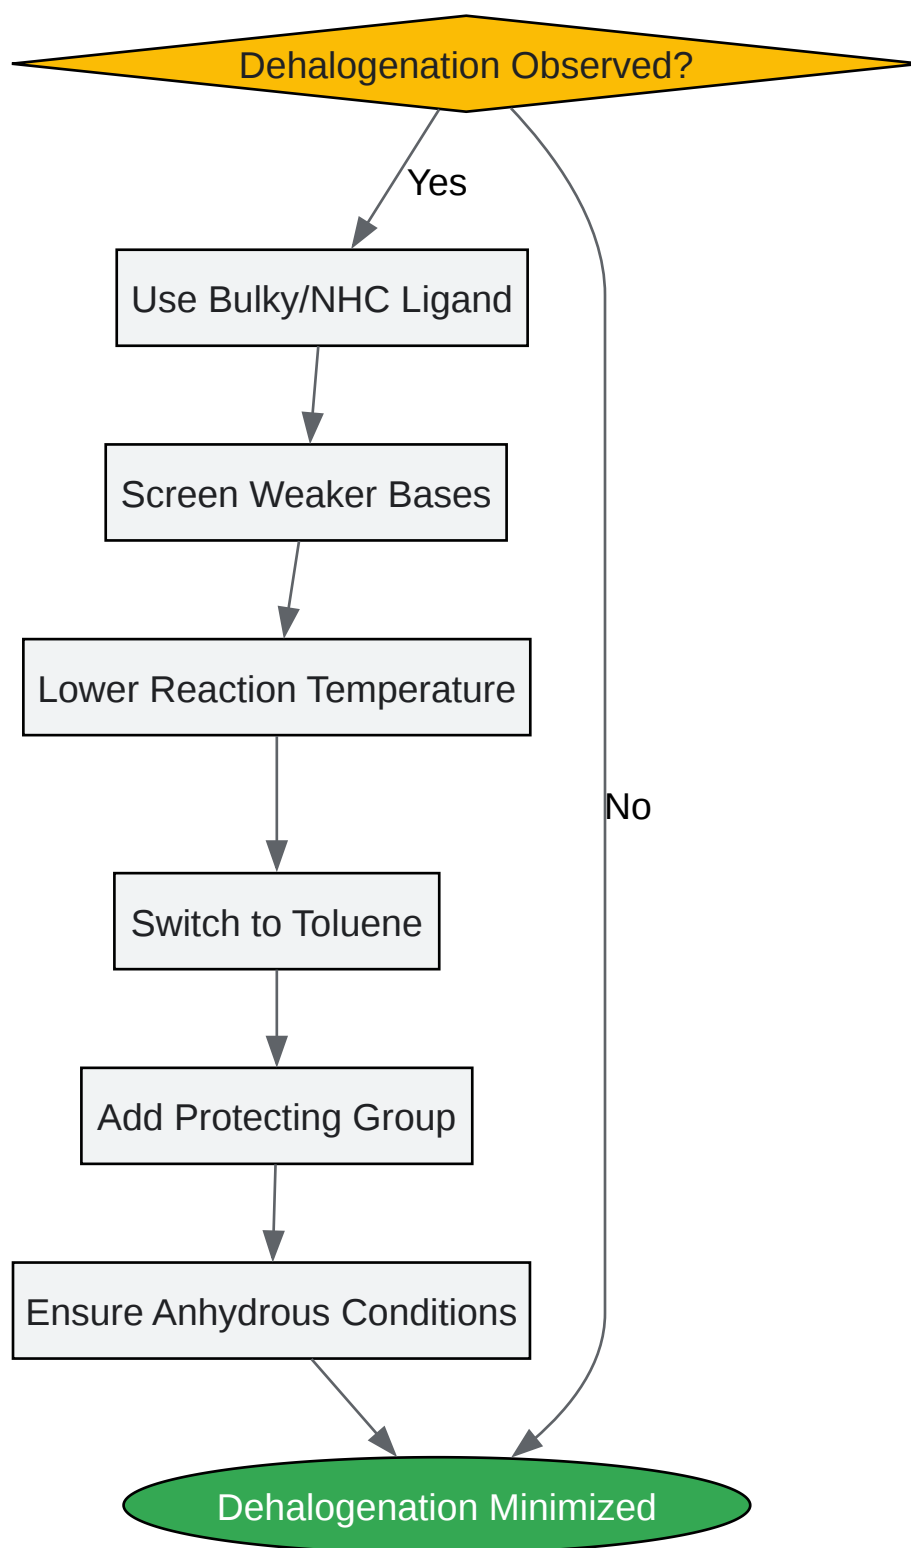 Dehalogenation Observed?
Yes
Use Bulky/NHC Ligand
Screen Weaker Bases
Lower Reaction Temperature
No
Switch to Toluene
Add Protecting Group
Ensure Anhydrous Conditions
Dehalogenation Minimized